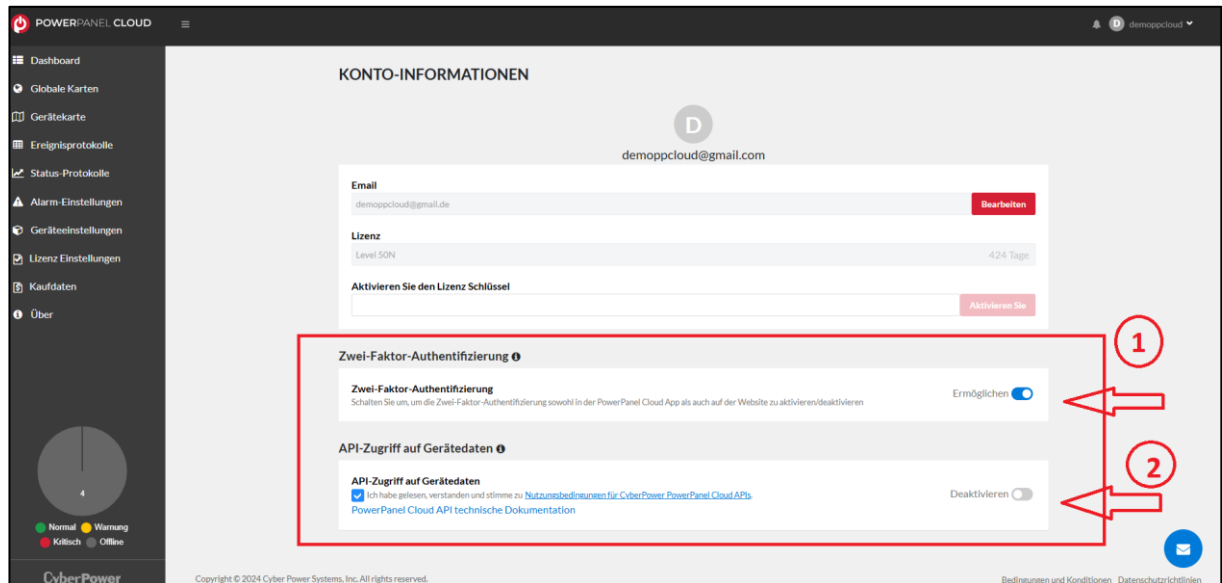 POWERPANEL CLOUD
D demoppcloud
Dashboard
Globale Karten
Gerätekarte
Ereignisprotokolle
Status-Protokolle
Alarm-Einstellungen
Geräteeinstellungen
Lizenz Einstellungen
Kaufdaten
Über
4
Normal Warnung
Kritisch Offline
CyberPower
KONTO-INFORMATIONEN
D
demoppcloud@gmail.com
Email
demopcloud@gmail.de
Bearbeiten
Lizenz
Level 50N
424 Tage
Aktivieren Sie den Lizenz Schlüssel
Aktivieren Sie
Zwei-Faktor-Authentifizierung
Zwei-Faktor-Authentifizierung
Schalten Sie um, um die Zwei-Faktor-Authentifizierung sowohl in der PowerPanel Cloud App als auch auf der Website zu aktivieren/deaktivieren
Ermöglichen
1
API-Zugriff auf Gerätedaten
API-Zugriff auf Gerätedaten
Ich habe gelesen, verstanden und stimme zu Nutzungsbedingungen für CyberPower PowerPanel Cloud APIs.
PowerPanel Cloud API technische Dokumentation
Deaktivieren
2
Copyright © 2024 Cyber Power Systems, Inc. All rights reserved.
Bedingungen und Konditionen Datenschutzrichtlinien